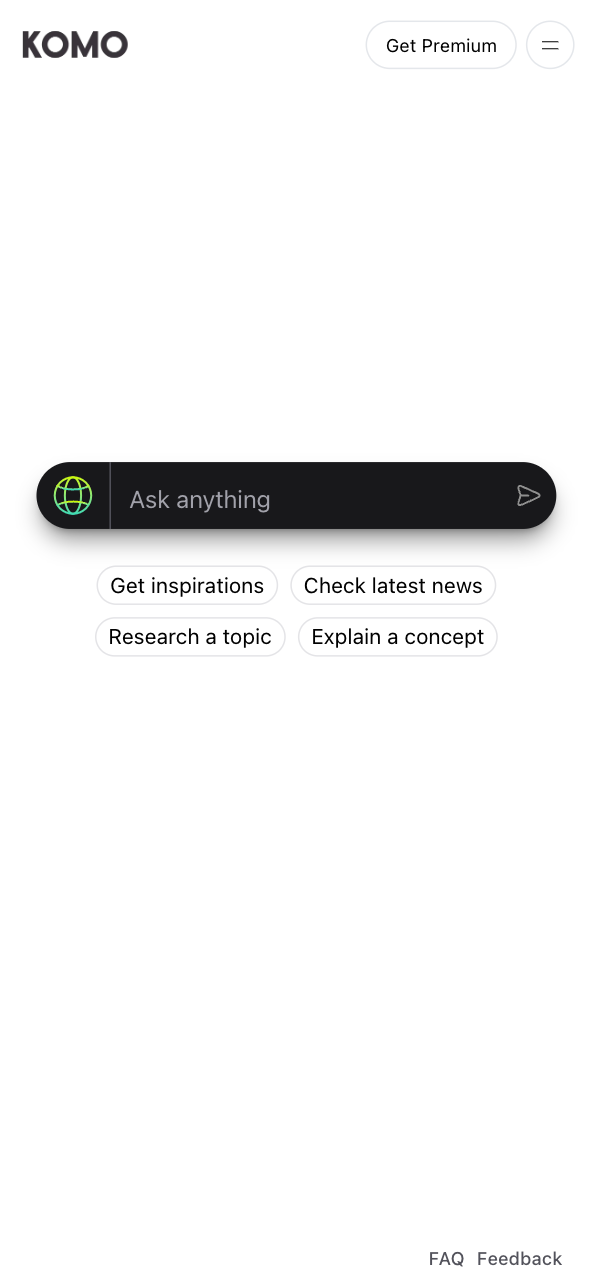 KOMO
Get Premium
Ask anything
Get inspirations Check latest news
Research a topic Explain a concept
FAQ Feedback